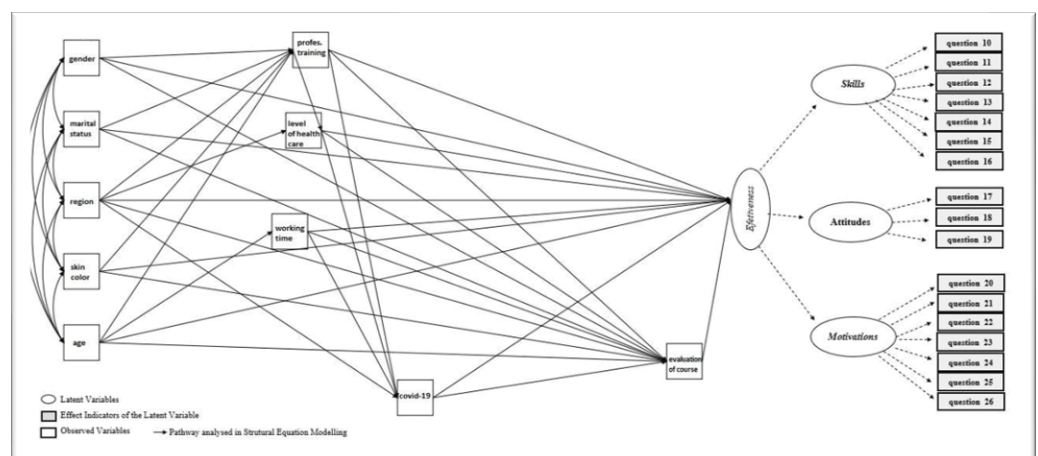 gender
marital
status
region
skin
color
age
profes.
training
level
of health
care
working
time
covid-19
evaluation
of course
Efetiveness
Skills
Attitudes
Motivations
question 10
question 11
question 12
question 13
question 14
question 15
question 16
question 17
question 18
question 19
question 20
question 21
question 22
question 23
question 24
question 25
question 26
Latent Variables
Effect Indicators of the Latent Variable
Observed Variables
Pathway analysed in Strutural Equation Modelling